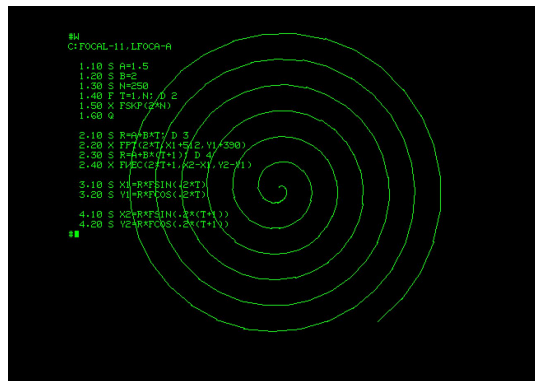 #W
C:FOCAL-11,LFOCA-A
1.10 S A=1.5
1.20 S B=2
1.30 S N=250
1.40 F T=1,N; D 2
1.50 X FSKP(2*N)
1.60 Q
2.10 S R=A+B*T; D 3
2.20 X FPT(2*T,X1+512,Y1+390)
2.30 S R=A+B*(T+1); D 4
2.40 X FVEC(2*T+1,X2-X1,Y2-Y1)
3.10 S X1=R*FSIN(.2*T)
3.20 S Y1=R*FCOS(.2*T)
4.10 S X2=R*FSIN(.2*(T+1))
4.20 S Y2=R*FCOS(.2*(T+1))
#